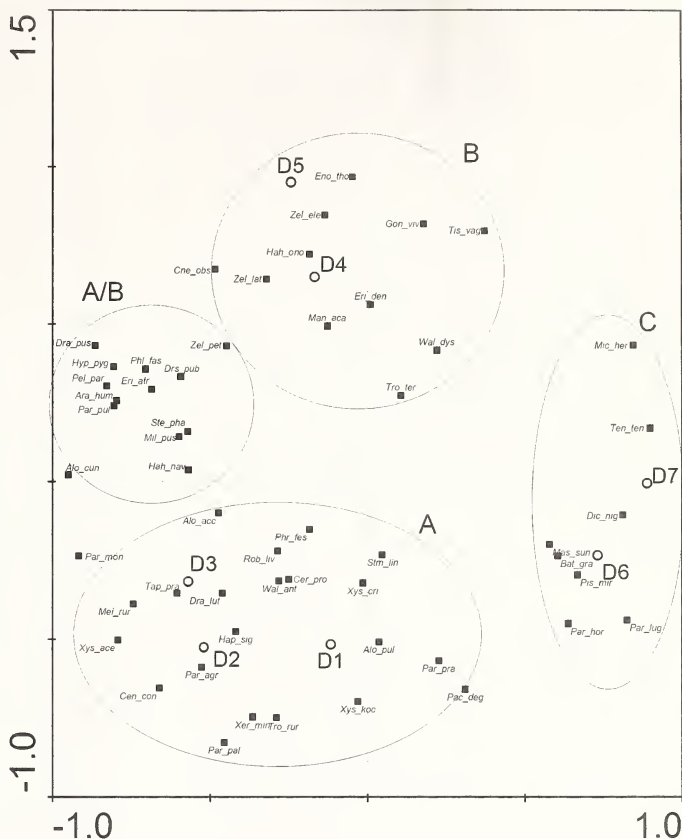 1.5
B
D5
Eno_tho
Zel_ele
Gon_viv
Tis_vag
Hah_ono
Cne_obs
D4
Zel_lat
A/B
Eri_den
Man_aca
C
Dra_pus
Zel_pet
Wal_dys
Mic_her
Hyp_pyg
Phl_fas
Drs_pub
Pel_par
Eri_atr
Ara_hum
Tro_ter
Par_pul
Ste_pha
Ten_ten
Mil_pus
Alo_cun
Hah_nav
D7
Alo_acc
A
Dic_nig
Phr_fes
Par_mon
Rob_liv
Stm_lin
Mas_sun
Bat_gra
D6
D3
Cer_pro
Tap_pra
Wal_ant
Xys_cri
Pis_mir
Dra_lut
Mei_rur
Hap_sig
Par_hor
Par_lug
Xys_ace
D2
D1
Alo_pul
Par_agr
Par_pra
Cen_con
Pac_deg
Xys_koc
Xer_min
Tro_rur
Par_pal
-1.0
-1.0
1.0